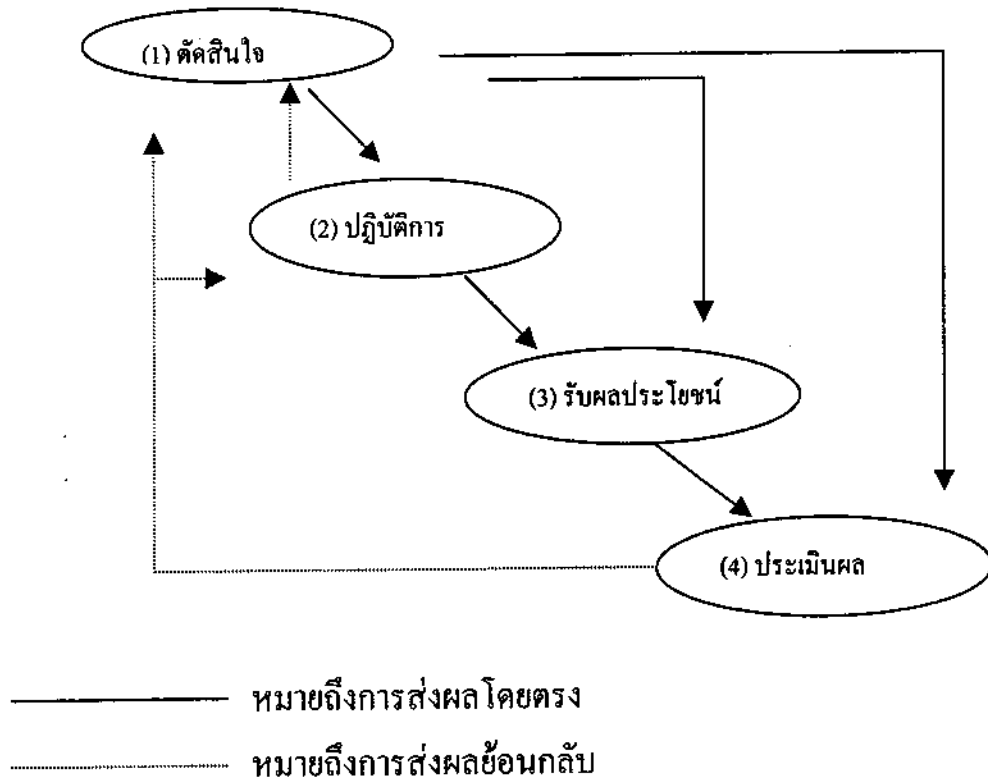 (1) ตัดสินใจ
(2) ปฏิบัติการ
(3) รับผลประโยชน์
(4) ประเมินผล
หมายถึงการส่งผลโดยตรง
หมายถึงการส่งผลย้อนกลับ